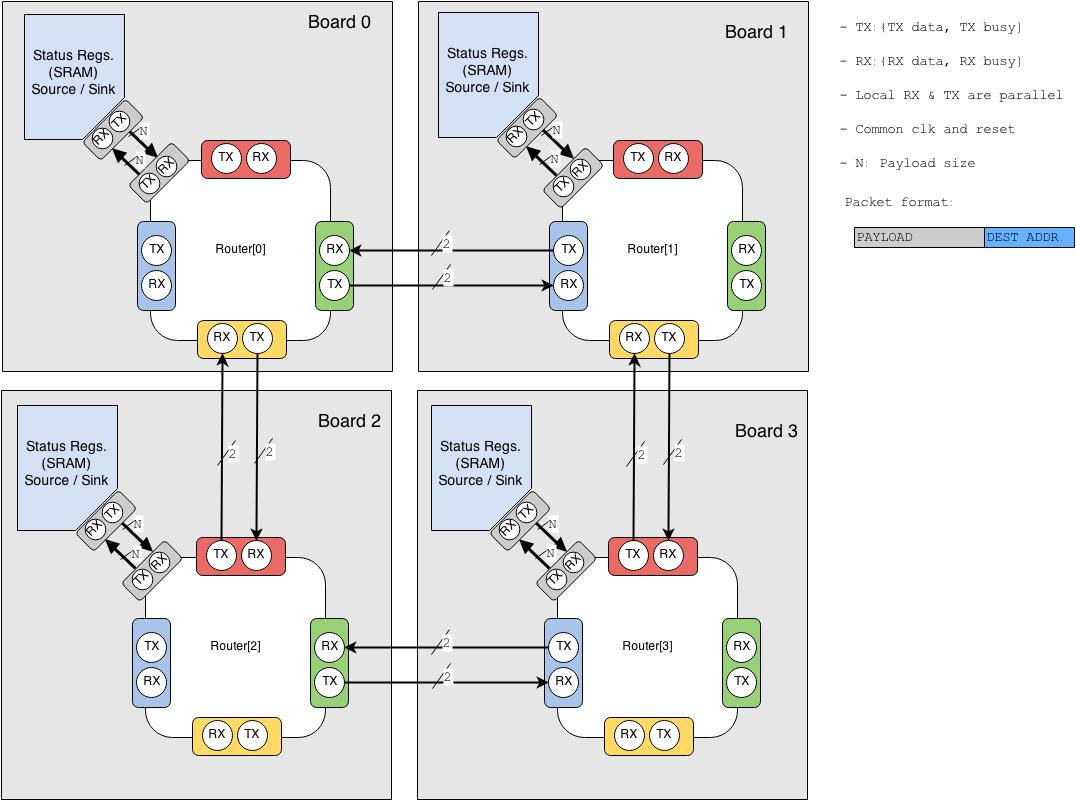 Board 0
Status Regs.
(SRAM)
Source / Sink
TX
RX
N
N
RX
TX
TX RX
TX
RX
Router[0]
RX
TX
RX TX
2
2
Board 1
Status Regs.
(SRAM)
Source / Sink
TX
RX
N
N
RX
TX
TX RX
TX
RX
Router[1]
RX
TX
RX TX
2
2
2
2
Board 2
Status Regs.
(SRAM)
Source / Sink
TX
RX
N
N
RX
TX
TX RX
TX
RX
Router[2]
RX
TX
RX TX
2
2
Board 3
Status Regs.
(SRAM)
Source / Sink
TX
RX
N
N
RX
TX
TX RX
TX
RX
Router[3]
RX
TX
RX TX
- TX:{TX data, TX busy}
- RX:{RX data, RX busy}
- Local RX & TX are parallel
- Common clk and reset
- N: Payload size
Packet format:
PAYLOAD DEST ADDR.